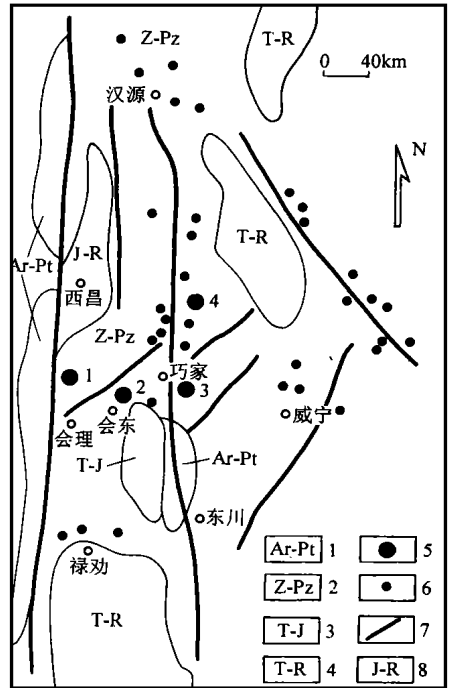 Z-Pz
T-R
0 40km
汉源
N
T-R
Ar-Pt
J-R
西昌
4
Z-Pz
1
巧家
2
3
会东
威宁
会理
T-J
Ar-Pt
东川
禄劝
T-R
Ar-Pt 1
5
Z-Pz 2
6
T-J 3
7
T-R 4
J-R 8